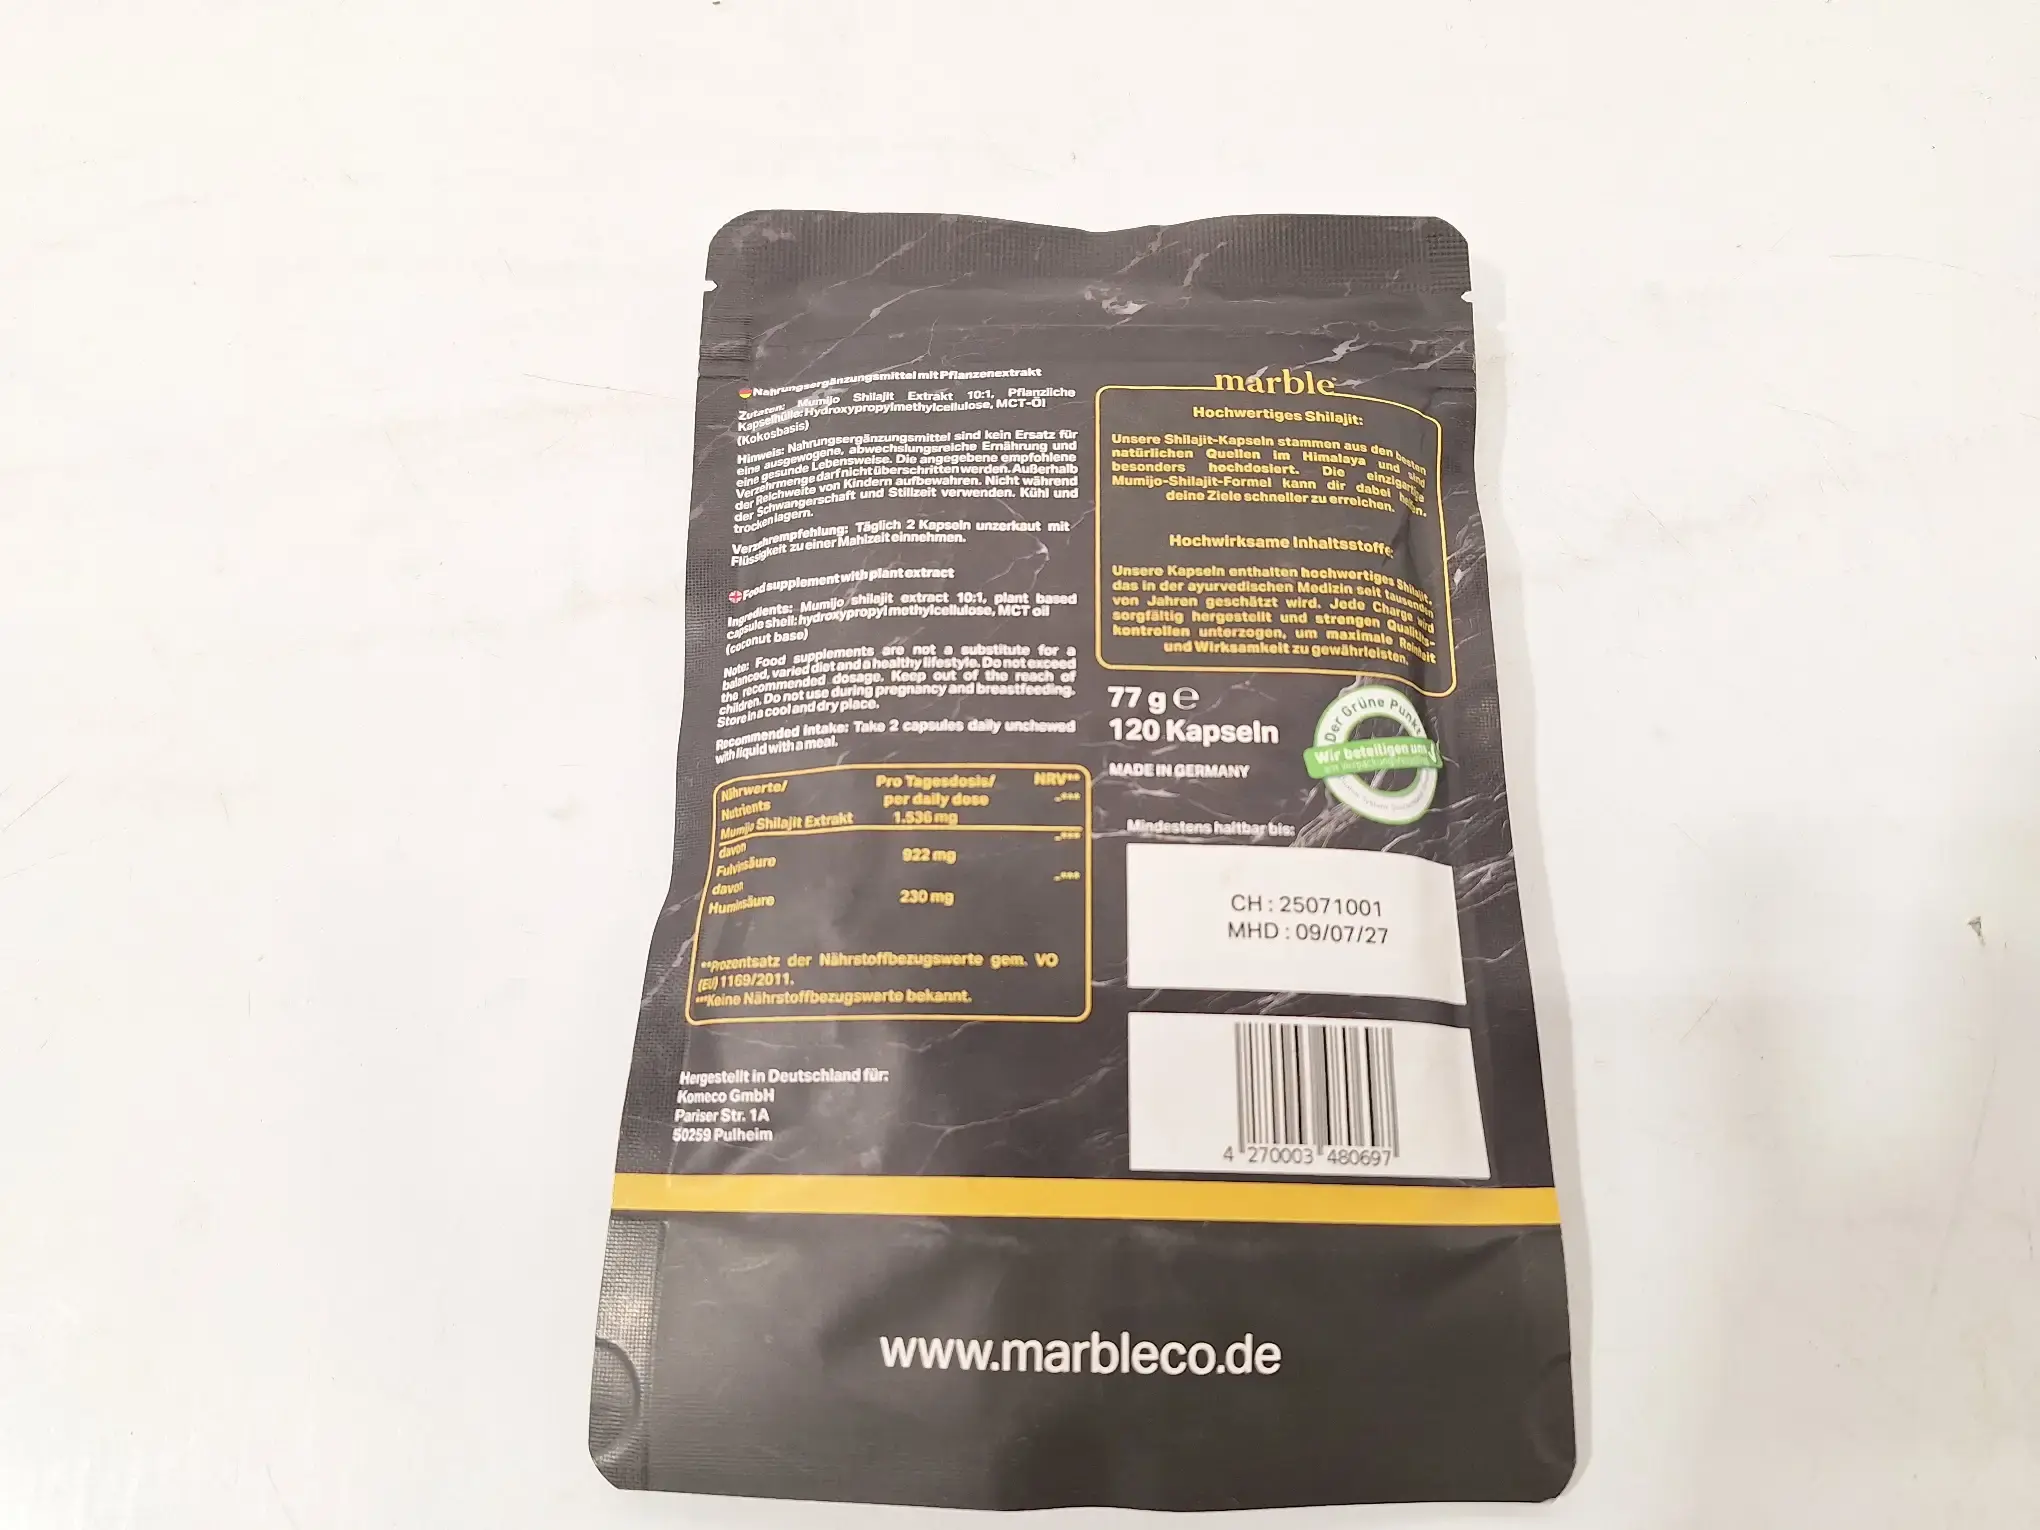 Nahrungsergänzungsmittel mit Pflanzenextrakt
Zutaten: Mumijo Shilajit Extrakt 10:1, Pflanzliche
Kapselhülle: Hydroxypropylmethylcellulose, MCT-Öl
(Kokosbasis)
Hinweis: Nahrungsergänzungsmittel sind kein Ersatz für
eine ausgewogene, abwechslungsreiche Ernährung und
eine gesunde Lebensweise. Die angegebene empfohlene
Verzehrmenge darf nicht überschritten werden. Außerhalb
der Reichweite von Kindern aufbewahren. Nicht während
der Schwangerschaft und Stillzeit verwenden. Kühl und
trocken lagern.
Verzehrempfehlung: Täglich 2 Kapseln unzerkaut mit
Flüssigkeit zu einer Mahlzeit einnehmen.
Food supplement with plant extract
Ingredients: Mumijo shilajit extract 10:1, plant based
capsule shell: hydroxypropylmethylcellulose, MCT oil
(coconut base)
Note: Food supplements are not a substitute for a
balanced, varied diet and a healthy lifestyle. Do not exceed
the recommended dosage. Keep out of the reach of
children. Do not use during pregnancy and breastfeeding.
Store in a cool and dry place.
Recommended Intake: Take 2 capsules daily unchewed
with liquid with a meal.
Nährwerte/ Pro Tagesdosis/ NRV**
Nutrients per daily dose -***
Mumijo Shilajit Extrakt 1.536 mg
davon -***
Fulvinsäure 922 mg
davon -***
Huminsäure 230 mg
**Prozentsatz der Nährstoffbezugswerte gem. VO
(EU) 1169/2011.
***Keine Nährstoffbezugswerte bekannt.
Hergestellt in Deutschland für:
Komeco GmbH
Pariser Str. 1A
50259 Pulheim
marble
Hochwertiges Shilajit:
Unsere Shilajit-Kapseln stammen aus den besten
natürlichen Quellen im Himalaya und sind
besonders hochdosiert. Die einzigartige
Mumijo-Shilajit-Formel kann dir dabei helfen,
deine Ziele schneller zu erreichen.
Hochwirksame Inhaltsstoffe:
Unsere Kapseln enthalten hochwertiges Shilajit,
das in der ayurvedischen Medizin seit tausenden
von Jahren geschätzt wird. Jede Charge wird
sorgfältig hergestellt und strengen Qualitäts-
kontrollen unterzogen, um maximale Reinheit
und Wirksamkeit zu gewährleisten.
77 g ℮
120 Kapseln
MADE IN GERMANY
Der Grüne Punkt
Wir beteiligen uns
Mindestens haltbar bis:
CH : 25071001
MHD : 09/07/27
4 270003 480697
www.marbleco.de